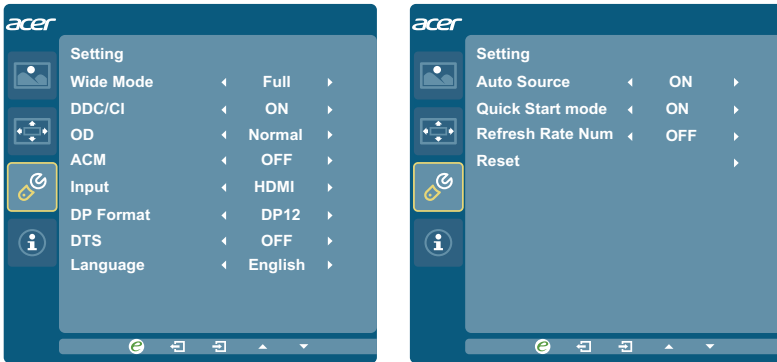 acer
Setting
Wide Mode Full
DDC/CI ON
OD Normal
ACM OFF
Input HDMI
DP Format DP12
DTS OFF
Language English
acer
Setting
Auto Source ON
Quick Start mode ON
Refresh Rate Num OFF
Reset